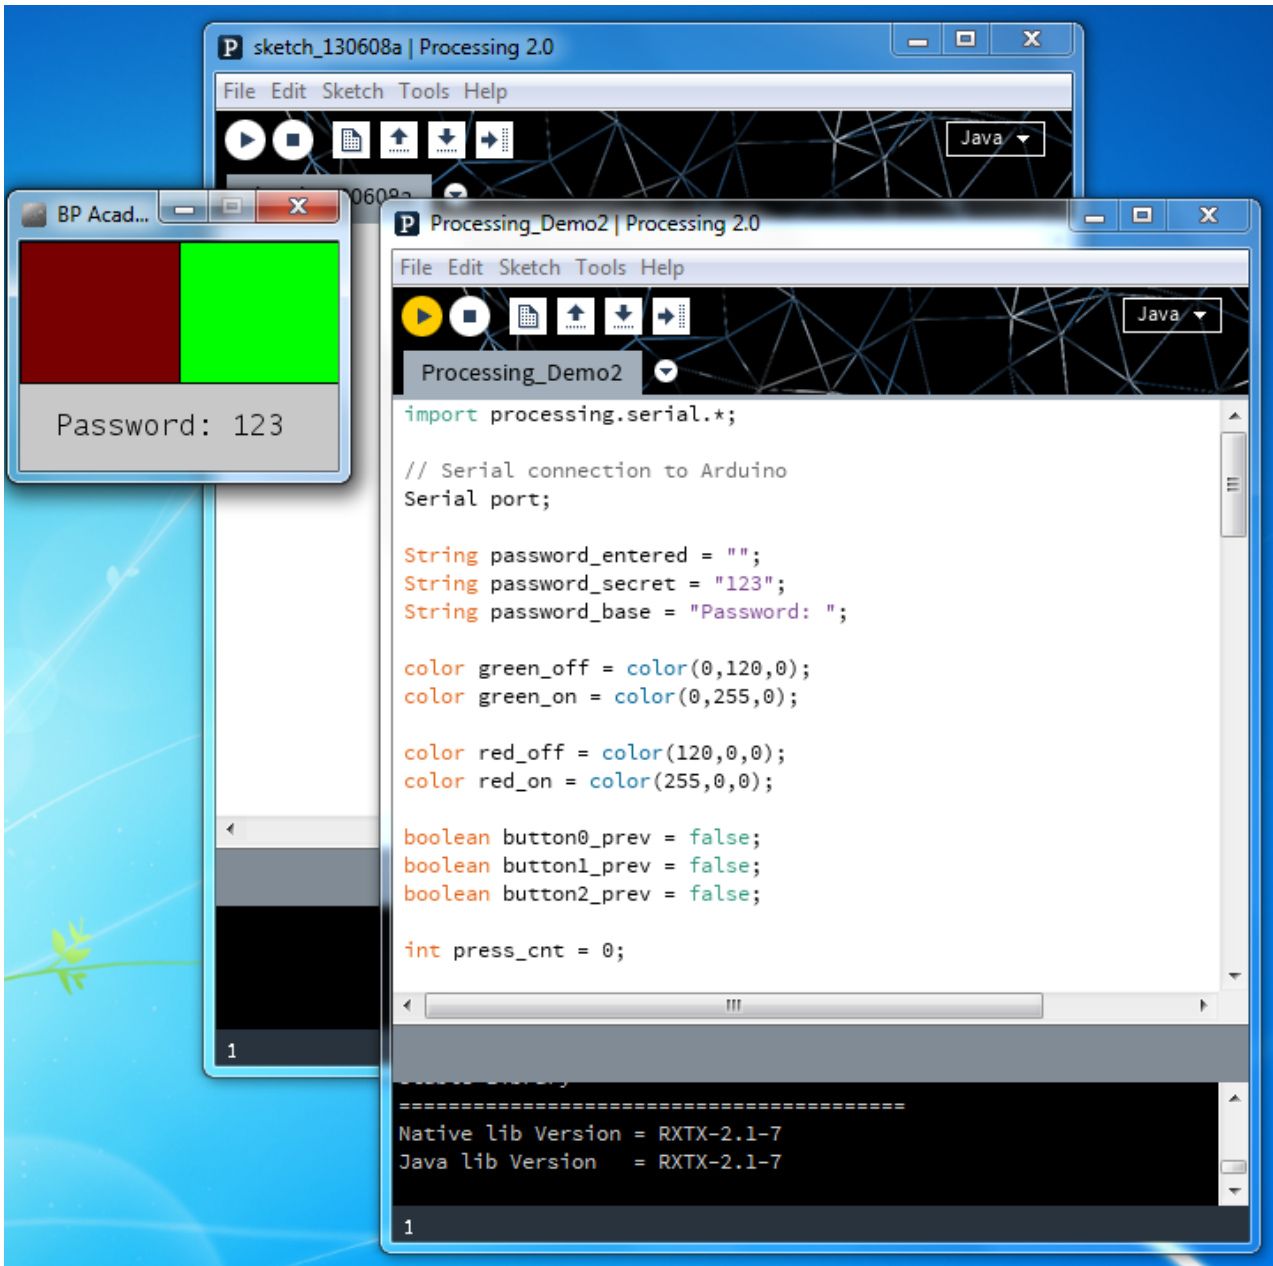 sketch_130608a | Processing 2.0
File Edit Sketch Tools Help
Java
BP Acad...
Password: 123
Processing_Demo2 | Processing 2.0
File Edit Sketch Tools Help
Java
Processing_Demo2
import processing.serial.*;
// Serial connection to Arduino
Serial port;
String password_entered = "";
String password_secret = "123";
String password_base = "Password: ";
color green_off = color(0,120,0);
color green_on = color(0,255,0);
color red_off = color(120,0,0);
color red_on = color(255,0,0);
boolean button0_prev = false;
boolean button1_prev = false;
boolean button2_prev = false;
int press_cnt = 0;
=========================================
Native lib Version = RXTX-2.1-7
Java lib Version   = RXTX-2.1-7
1
1